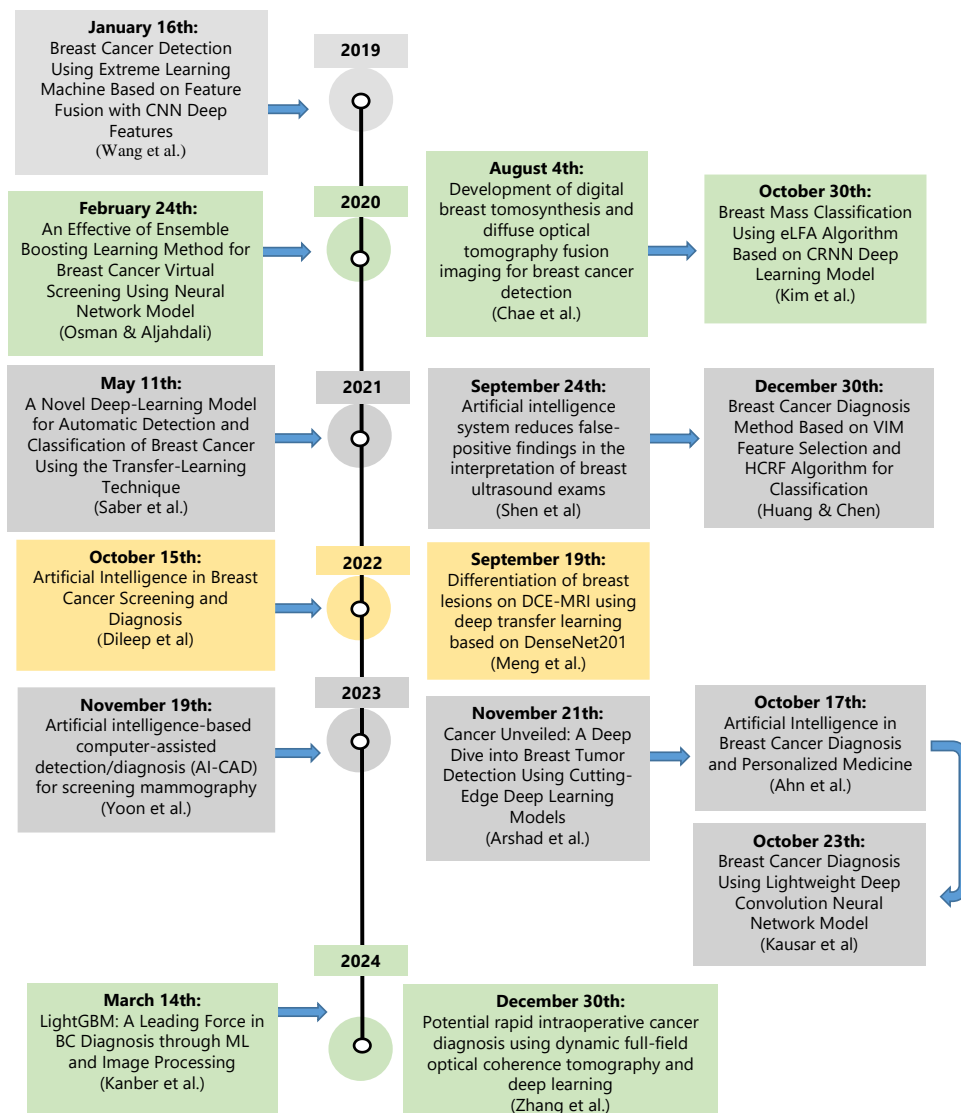 January 16th:
Breast Cancer Detection
Using Extreme Learning
Machine Based on Feature
Fusion with CNN Deep
Features
(Wang et al.)
2019
February 24th:
An Effective of Ensemble
Boosting Learning Method for
Breast Cancer Virtual
Screening Using Neural
Network Model
(Osman & Aljahdali)
2020
August 4th:
Development of digital
breast tomosynthesis and
diffuse optical
tomography fusion
imaging for breast cancer
detection
(Chae et al.)
October 30th:
Breast Mass Classification
Using eLFA Algorithm
Based on CRNN Deep
Learning Model
(Kim et al.)
May 11th:
A Novel Deep-Learning Model
for Automatic Detection and
Classification of Breast Cancer
Using the Transfer-Learning
Technique
(Saber et al.)
2021
September 24th:
Artificial intelligence
system reduces false-
positive findings in the
interpretation of breast
ultrasound exams
(Shen et al)
December 30th:
Breast Cancer Diagnosis
Method Based on VIM
Feature Selection and
HCRF Algorithm for
Classification
(Huang & Chen)
October 15th:
Artificial Intelligence in Breast
Cancer Screening and
Diagnosis
(Dileep et al)
2022
September 19th:
Differentiation of breast
lesions on DCE-MRI using
deep transfer learning
based on DenseNet201
(Meng et al.)
November 19th:
Artificial intelligence-based
computer-assisted
detection/diagnosis (AI-CAD)
for screening mammography
(Yoon et al.)
2023
November 21th:
Cancer Unveiled: A Deep
Dive into Breast Tumor
Detection Using Cutting-
Edge Deep Learning
Models
(Arshad et al.)
October 17th:
Artificial Intelligence in
Breast Cancer Diagnosis
and Personalized Medicine
(Ahn et al.)
October 23th:
Breast Cancer Diagnosis
Using Lightweight Deep
Convolution Neural
Network Model
(Kausar et al)
2024
March 14th:
LightGBM: A Leading Force in
BC Diagnosis through ML
and Image Processing
(Kanber et al.)
December 30th:
Potential rapid intraoperative cancer
diagnosis using dynamic full-field
optical coherence tomography and
deep learning
(Zhang et al.)